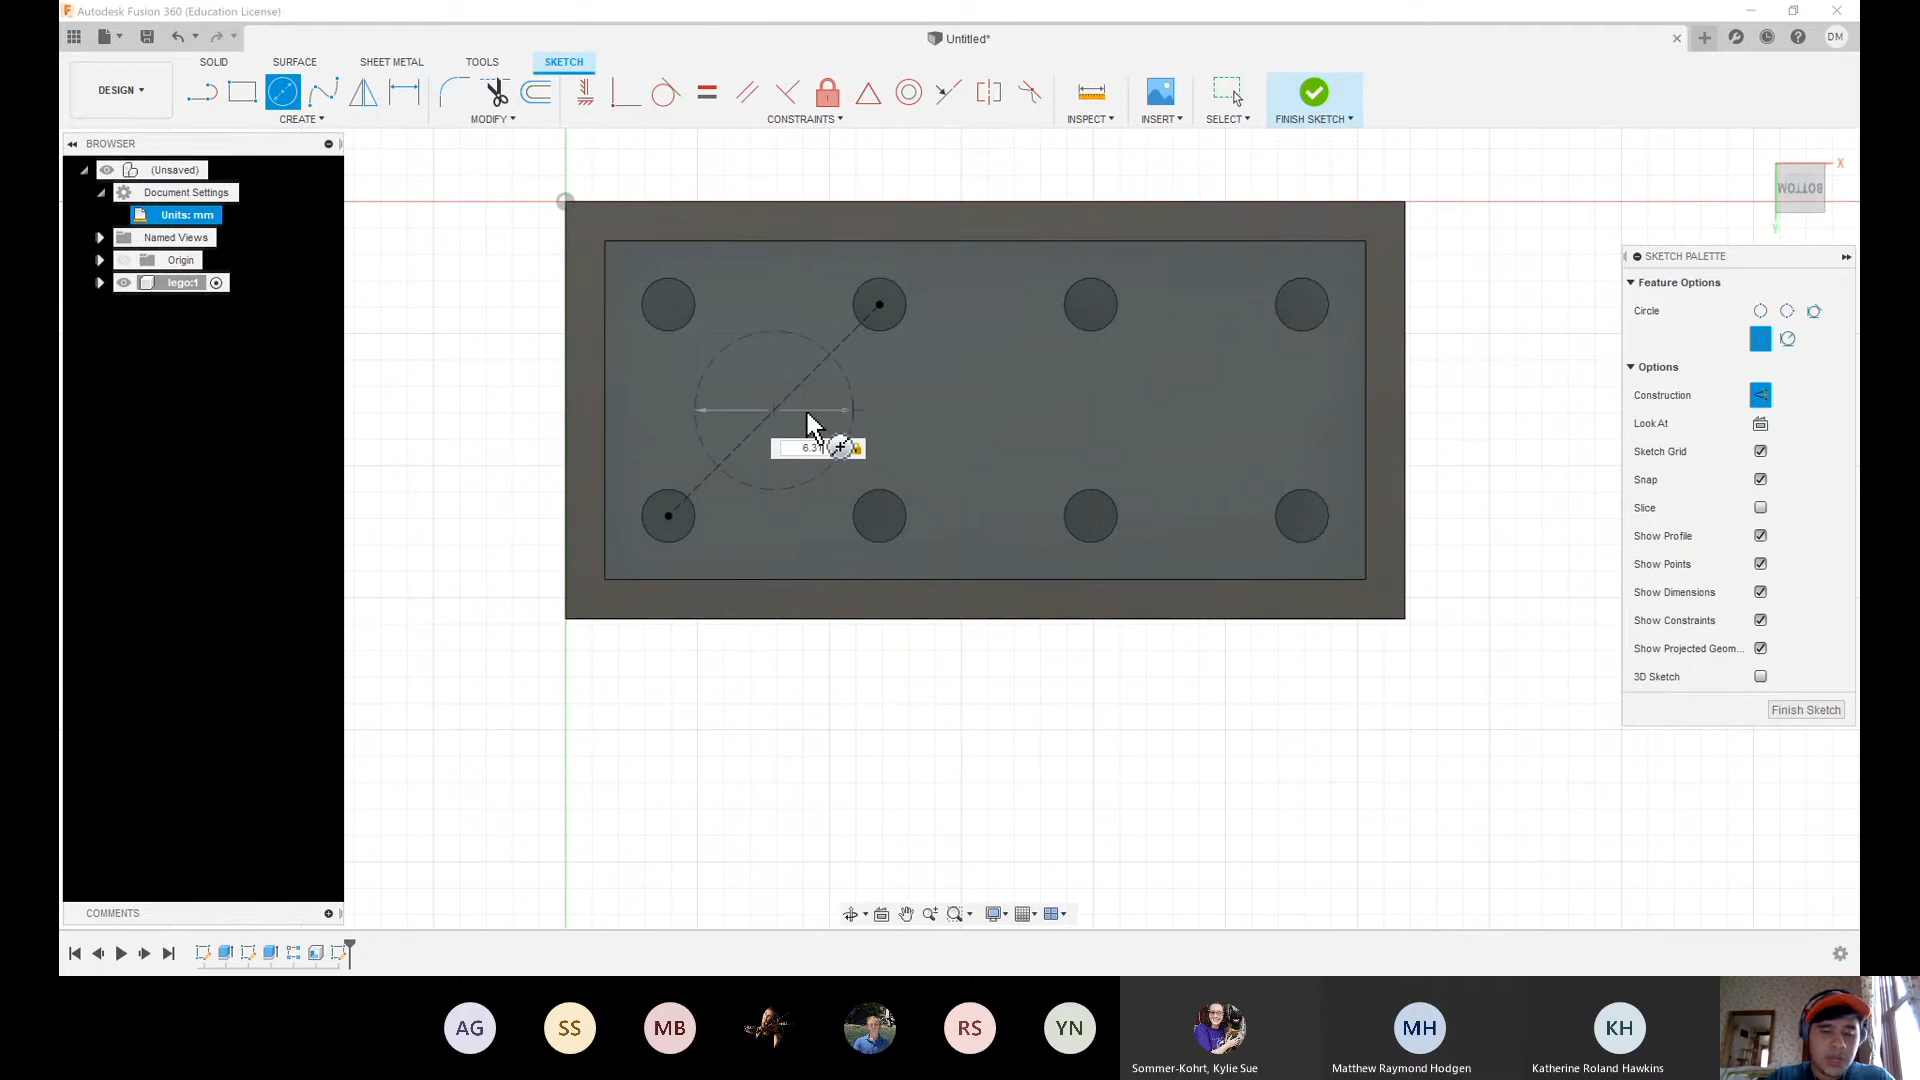 Autodesk Fusion 360 (Education License)
Untitled*
DM
SOLID
SURFACE
SHEET METAL
TOOLS
SKETCH
DESIGN
CREATE
MODIFY
CONSTRAINTS
INSPECT
INSERT
SELECT
FINISH SKETCH
BROWSER
(Unsaved)
Document Settings
Units: mm
Named Views
Origin
lego:1
X
BOTTOM
Y
SKETCH PALETTE
Feature Options
Circle
Options
Construction
Look At
Sketch Grid
Snap
Slice
Show Profile
Show Points
Show Dimensions
Show Constraints
Show Projected Geom...
3D Sketch
Finish Sketch
6.31
COMMENTS
AG
SS
MB
RS
YN
MH
KH
Sommer-Kohrt, Kylie Sue
Matthew Raymond Hodgen
Katherine Roland Hawkins